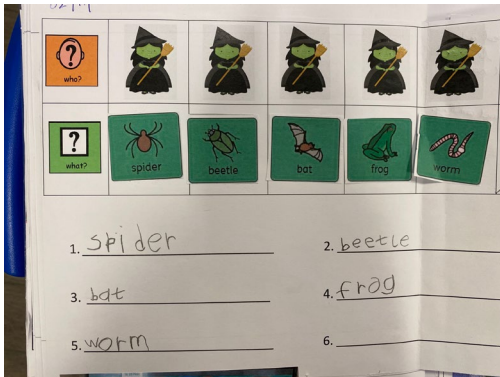 ?
who?
?
what?
spider
beetle
bat
frog
worm
1. spider
2. beetle
3. bat
4. frog
5. worm
6.